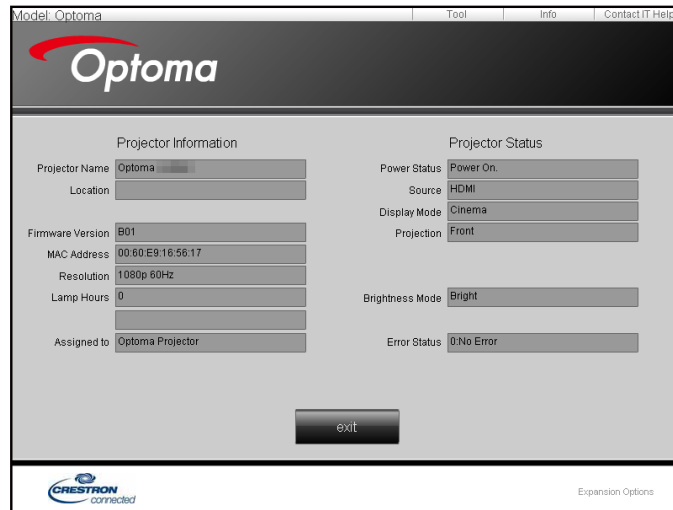 Model: Optoma
Tool
Info
Contact IT Help
Optoma
Projector Information
Projector Name Optoma
Location
Firmware Version B01
MAC Address 00:60:E9:16:56:17
Resolution 1080p 60Hz
Lamp Hours 0
Assigned to Optoma Projector
Projector Status
Power Status Power On.
Source HDMI
Display Mode Cinema
Projection Front
Brightness Mode Bright
Error Status 0:No Error
exit
CRESTRON
connected
Expansion Options